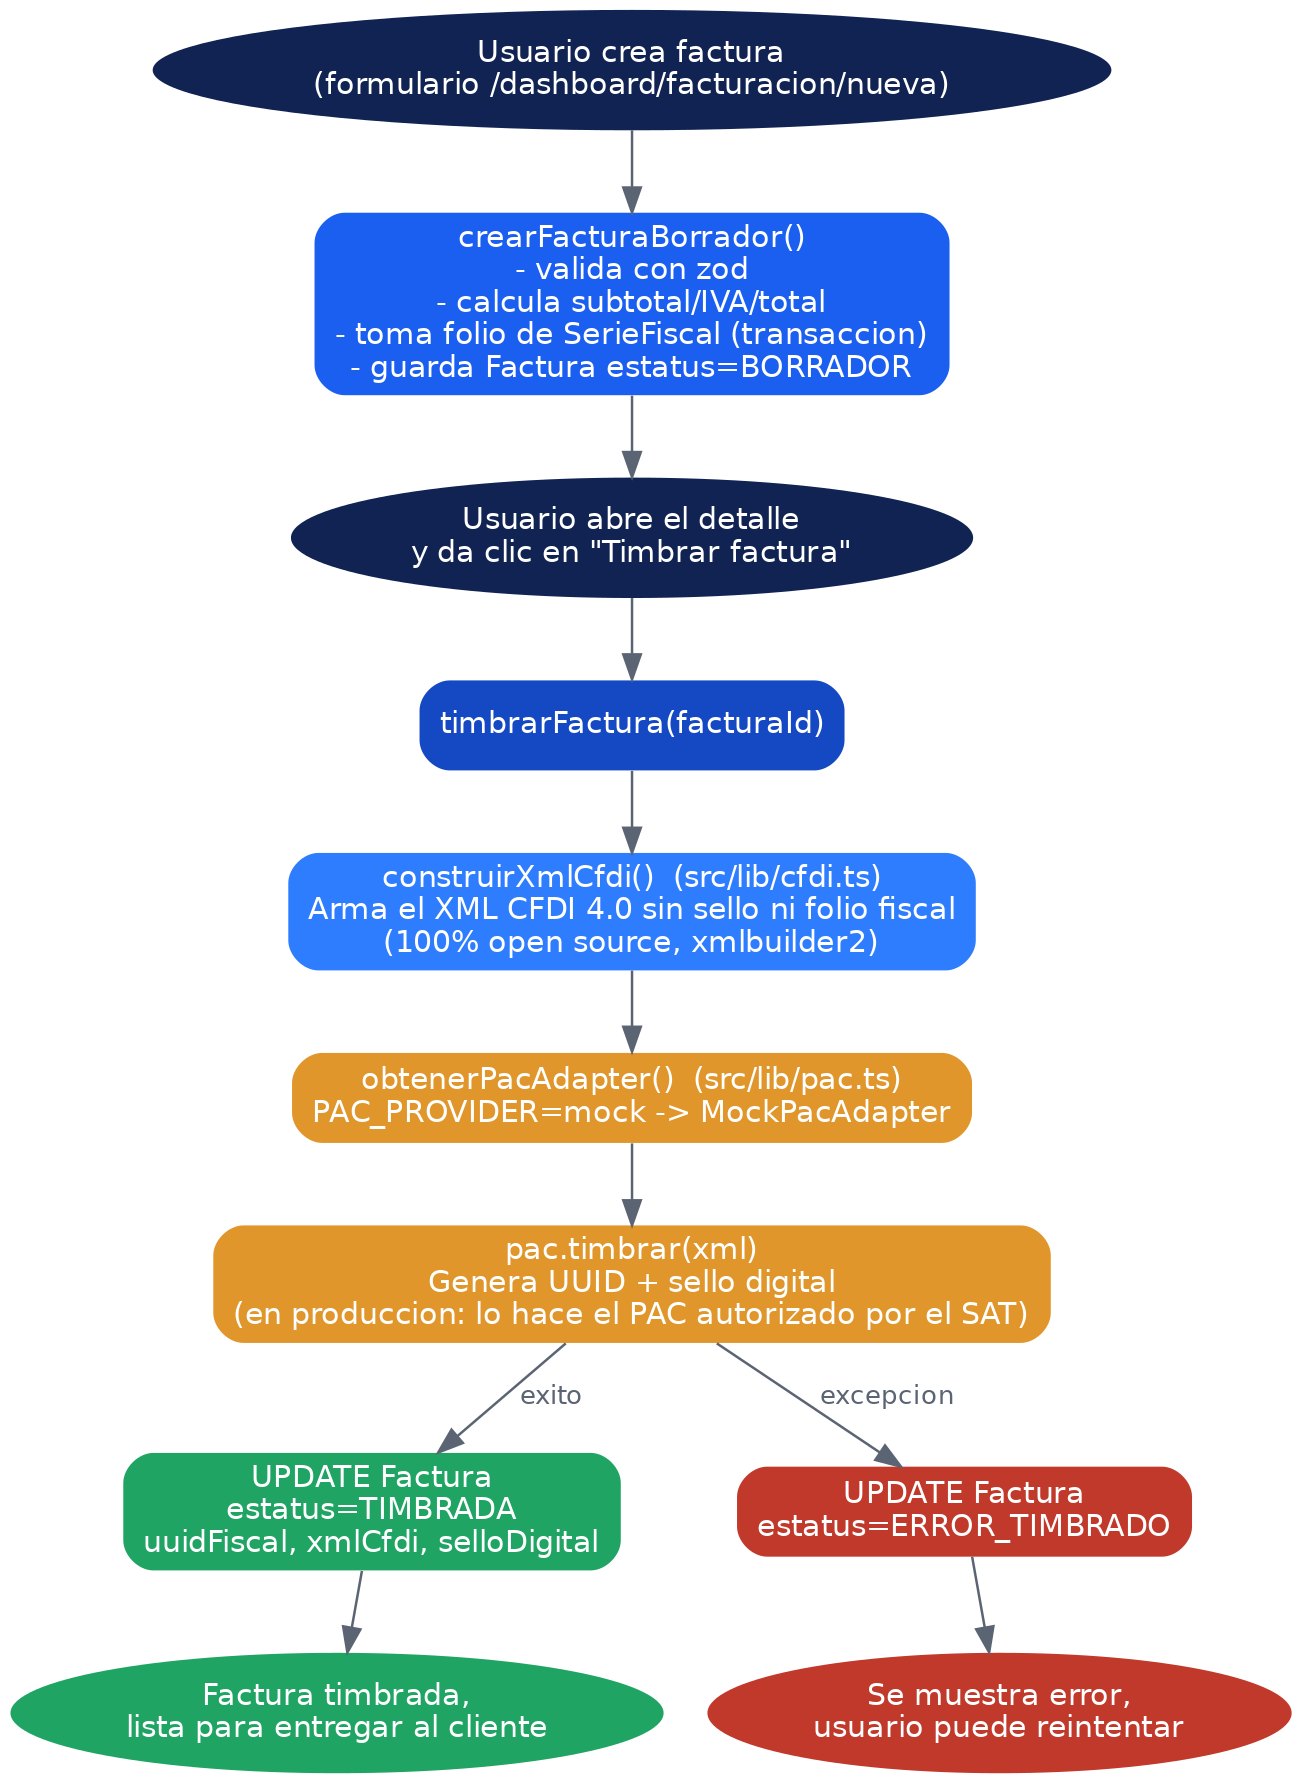 Usuario crea factura
(formulario /dashboard/facturacion/nueva)
crearFacturaBorrador()
- valida con zod
- calcula subtotal/IVA/total
- toma folio de SerieFiscal (transaccion)
- guarda Factura estatus=BORRADOR
Usuario abre el detalle
y da clic en "Timbrar factura"
timbrarFactura(facturaId)
construirXmlCfdi()  (src/lib/cfdi.ts)
Arma el XML CFDI 4.0 sin sello ni folio fiscal
(100% open source, xmlbuilder2)
obtenerPacAdapter()  (src/lib/pac.ts)
PAC_PROVIDER=mock -> MockPacAdapter
pac.timbrar(xml)
Genera UUID + sello digital
(en produccion: lo hace el PAC autorizado por el SAT)
exito
excepcion
UPDATE Factura
estatus=TIMBRADA
uuidFiscal, xmlCfdi, selloDigital
UPDATE Factura
estatus=ERROR_TIMBRADO
Factura timbrada,
lista para entregar al cliente
Se muestra error,
usuario puede reintentar